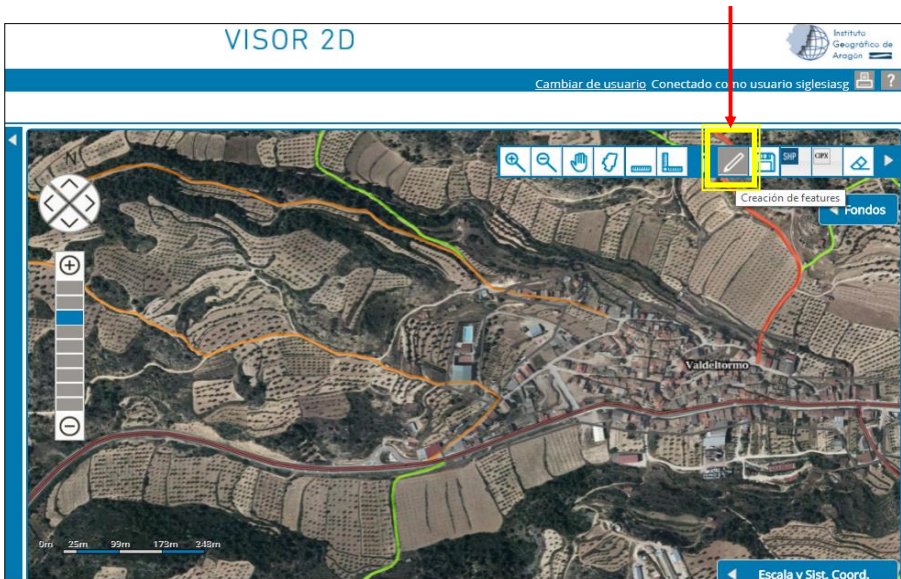 VISOR 2D
Instituto
Geográfico de
Aragón
Cambiar de usuario Conectado como usuario siglesiasg
?
N
SHP
GPX
Creación de features
Fondos
Valdeltormo
0m 25m 99m 173m 248m
Escala y Sist. Coord.